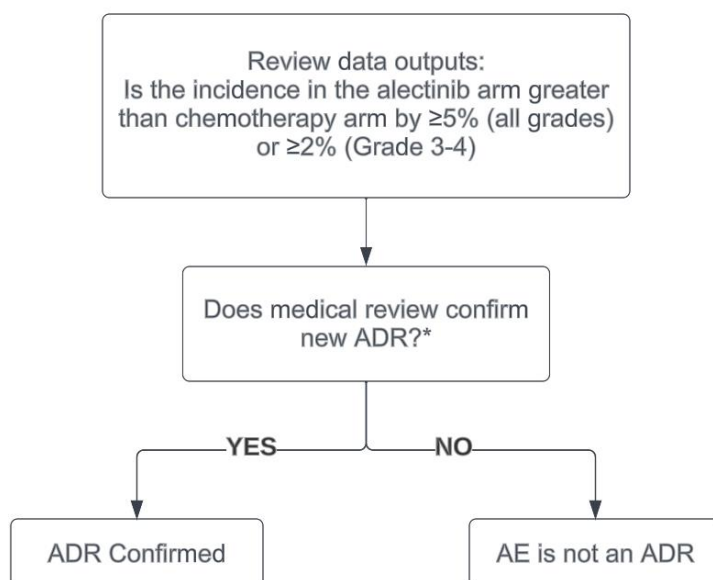 Review data outputs:
Is the incidence in the alectinib arm greater
than chemotherapy arm by ≥5% (all grades)
or ≥2% (Grade 3-4)
Does medical review confirm
new ADR?*
YES
NO
ADR Confirmed
AE is not an ADR